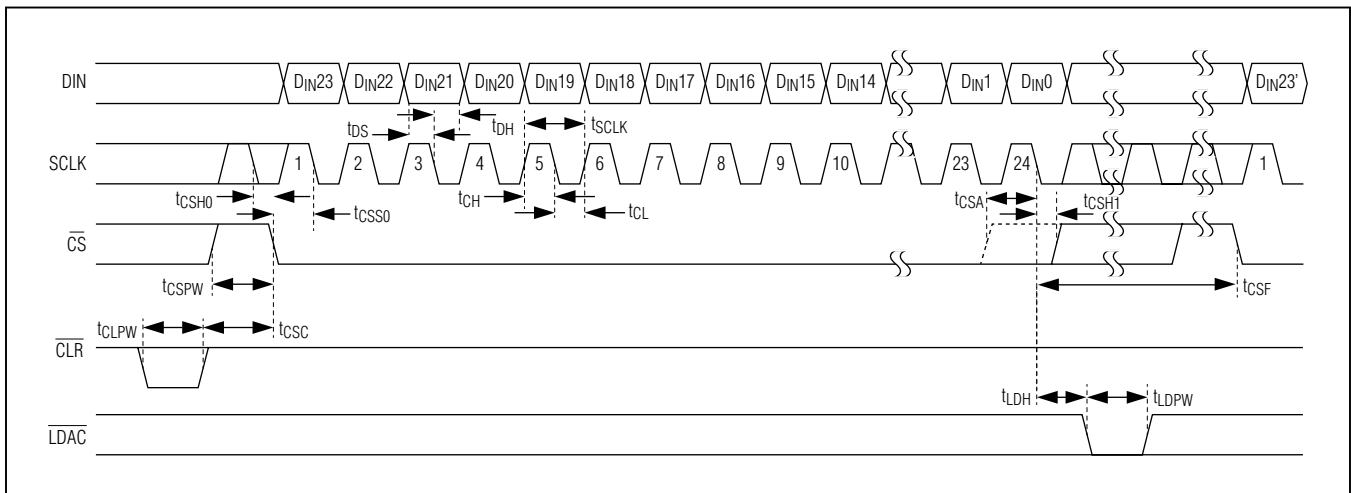 DIN
DIN23
DIN22
DIN21
DIN20
DIN19
DIN18
DIN17
DIN16
DIN15
DIN14
DIN1
DIN0
DIN23'
tDS
tDH
tSCLK
SCLK
1
2
3
4
5
6
7
8
9
10
23
24
1
tCSH0
tCSS0
tCH
tCL
tCSA
tCSH1
CS
tCSPW
tCSF
tCLPW
tCSC
CLR
tLDH
tLDPW
LDAC